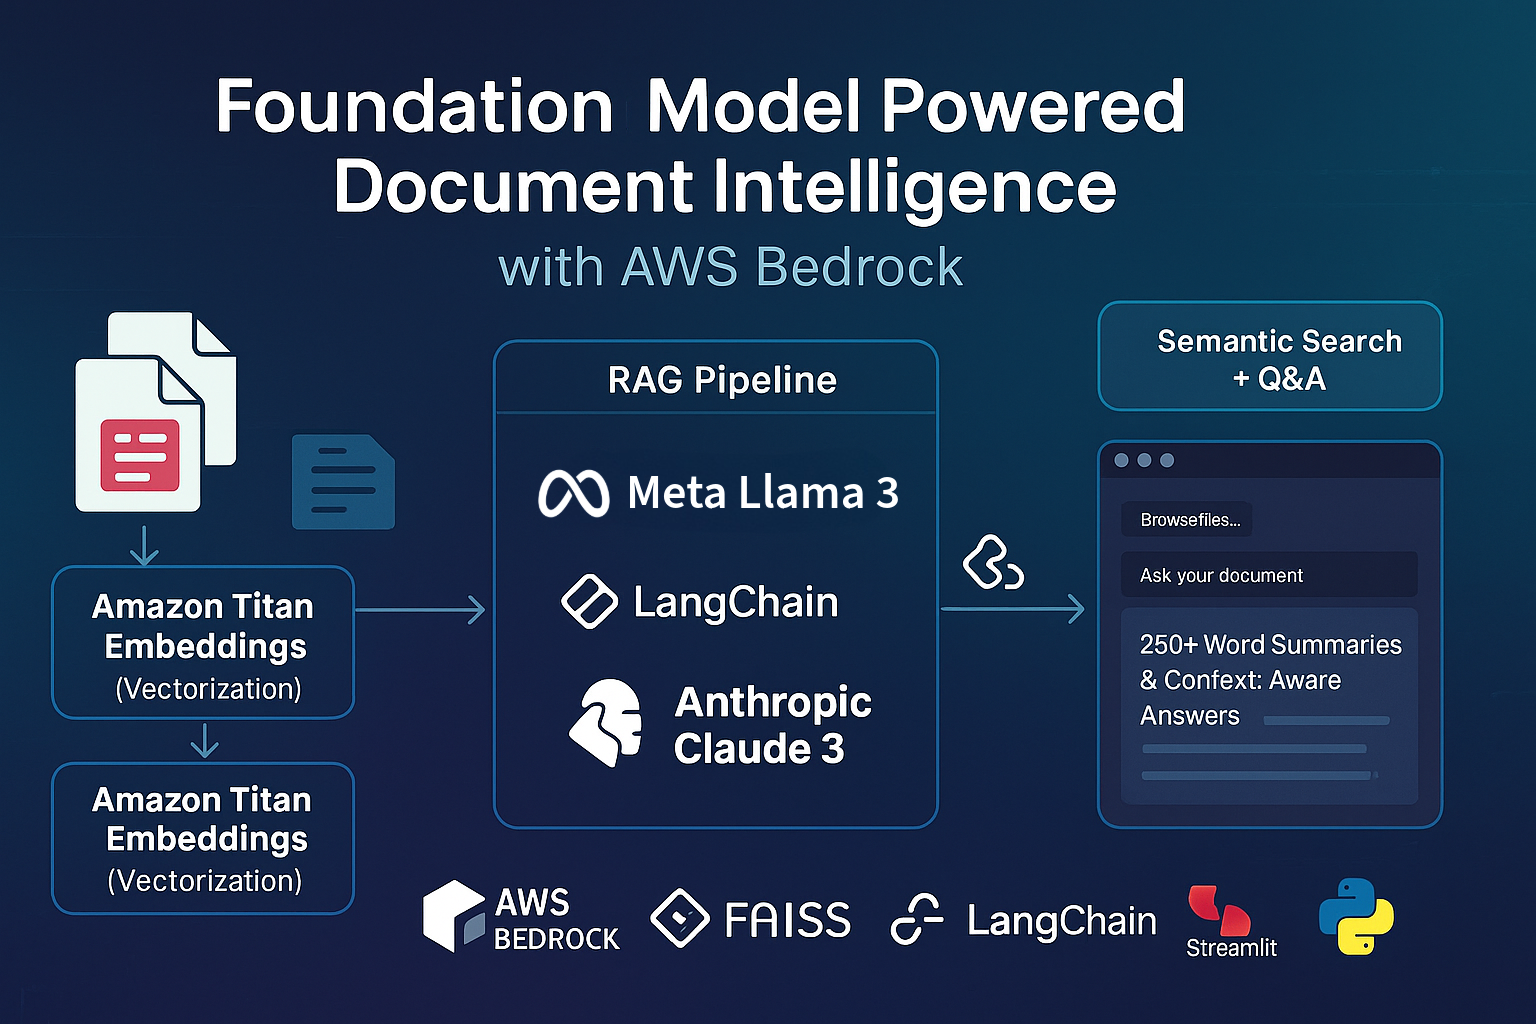 Foundation Model Powered
Document Intelligence
with AWS Bedrock
Amazon Titan
Embeddings
(Vectorization)
Amazon Titan
Embeddings
(Vectorization)
RAG Pipeline
Meta Llama 3
LangChain
Anthropic
Claude 3
Semantic Search
+ Q&A
Browsefiles...
Ask your document
250+ Word Summaries
& Confext: Aware
Answers
AWS
BEDROCK
FAISS
LangChain
Streamlit